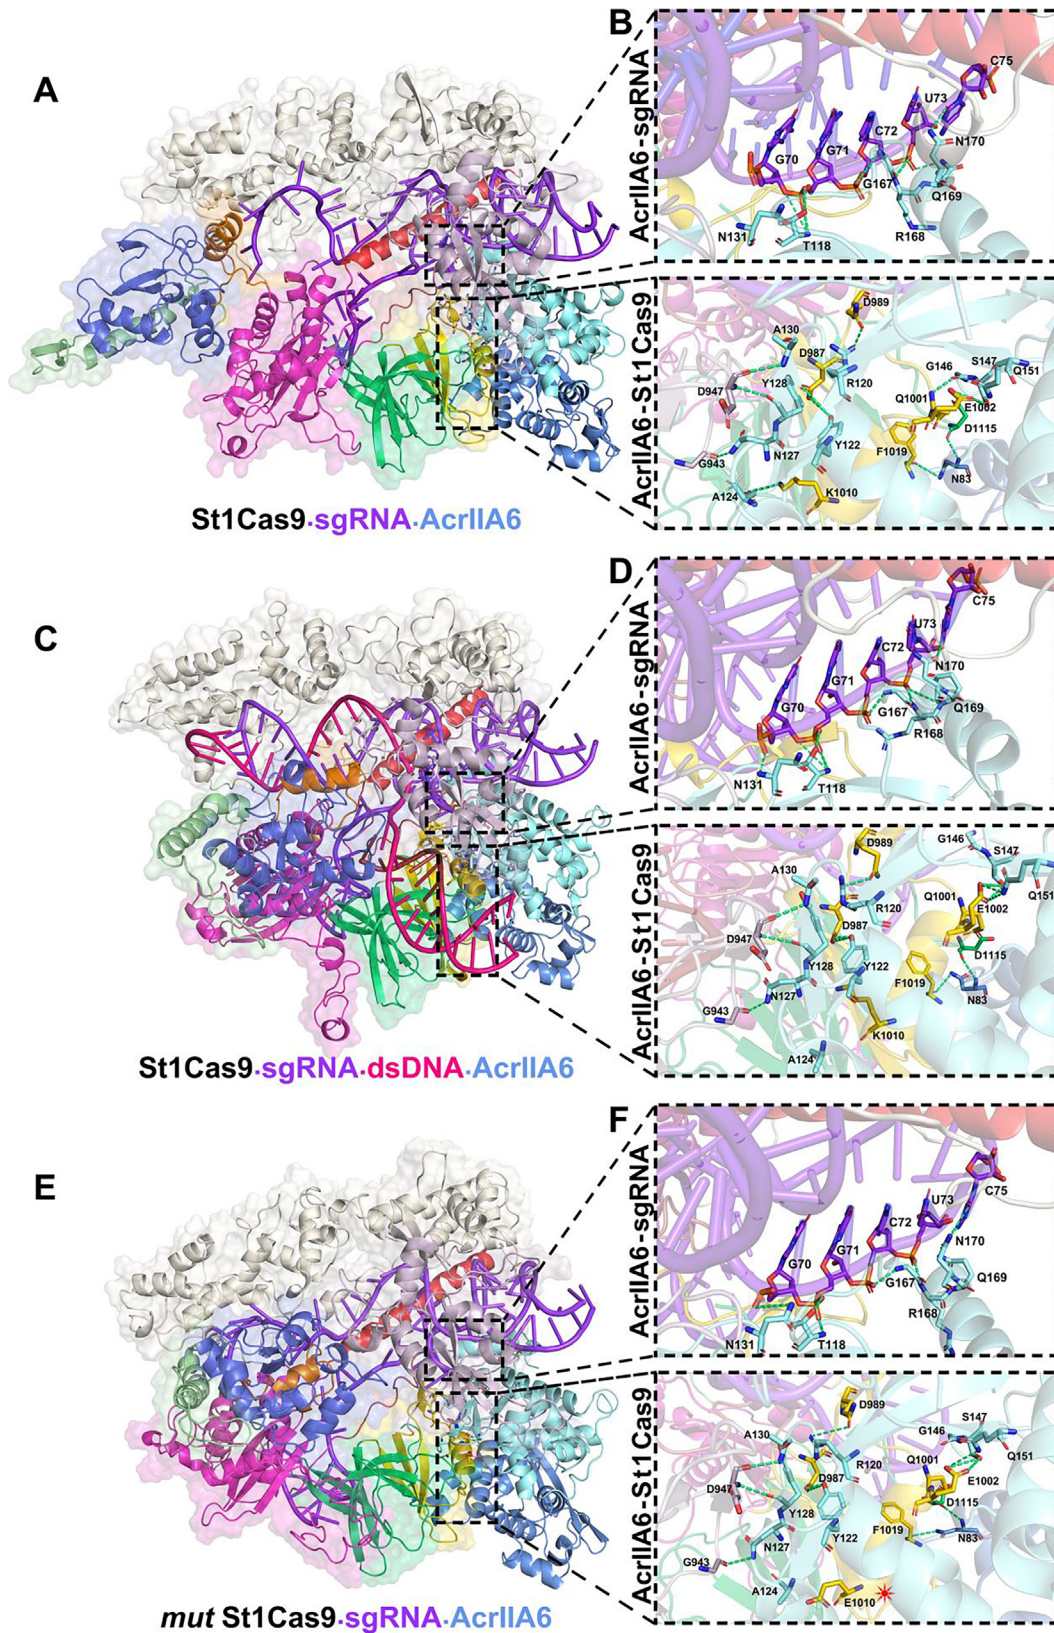 A
St1Cas9·sgRNA·AcrIIA6
B
AcrIIA6-sgRNA
C75
U73
C72
G71
G70
N170
G167
Q169
R168
N131
T118
AcrIIA6-St1Cas9
D989
A130
D987
S147
G146
Q151
D947
Y128
R120
Q1001
E1002
D1115
N127
Y122
F1019
G943
N83
A124
K1010
C
St1Cas9·sgRNA·dsDNA·AcrIIA6
D
AcrIIA6-sgRNA
C75
U73
C72
N170
G71
G70
G167
Q169
R168
N131
T118
AcrIIA6-St1Cas9
D989
G146
S147
A130
Q1001
E1002
Q151
R120
D987
D947
Y128
Y122
D1115
F1019
N127
N83
G943
K1010
A124
E
mut St1Cas9·sgRNA·AcrIIA6
F
AcrIIA6-sgRNA
C75
U73
C72
N170
G71
G70
G167
Q169
R168
N131
T118
AcrIIA6-St1Cas9
D989
S147
A130
G146
R120
Q1001
Q151
D987
E1002
D947
D1115
Y128
F1019
Y122
N83
N127
G943
A124
E1010